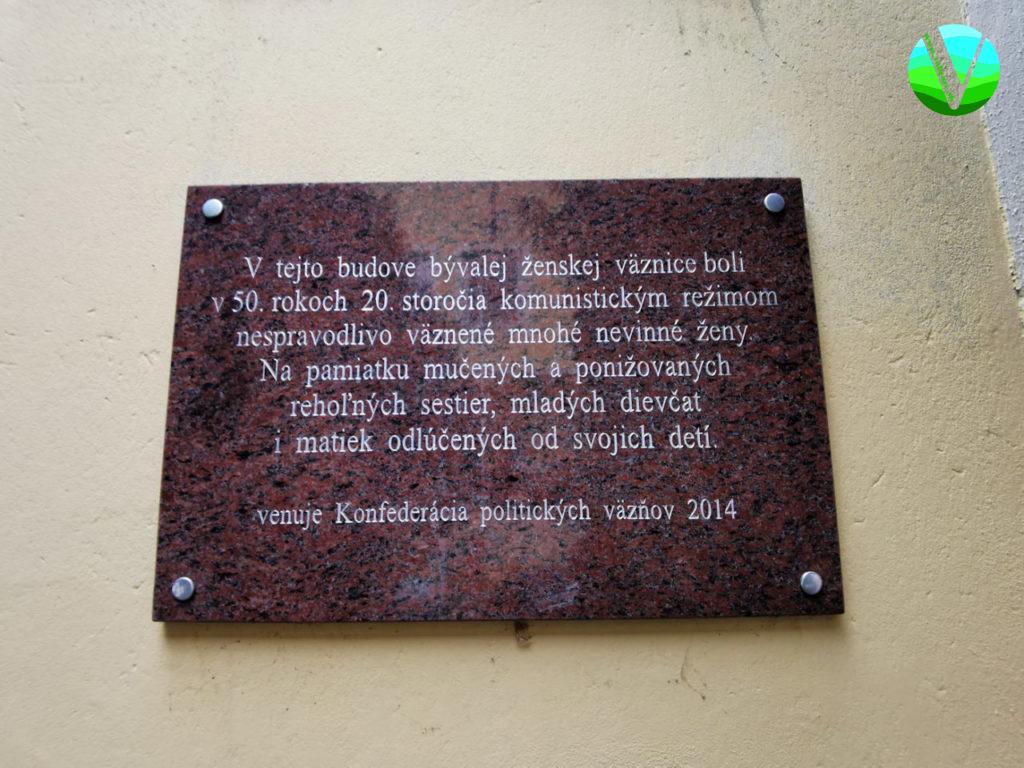 V tejto budove bývalej ženskej väznice boli
v 50. rokoch 20. storočia komunistickým režimom
nespravodlivo väznené mnohé nevinné ženy.
Na pamiatku mučených a ponižovaných
rehoľných sestier, mladých dievčat
i matiek odlúčených od svojich detí.
venuje Konfederácia politických väzňov 2014